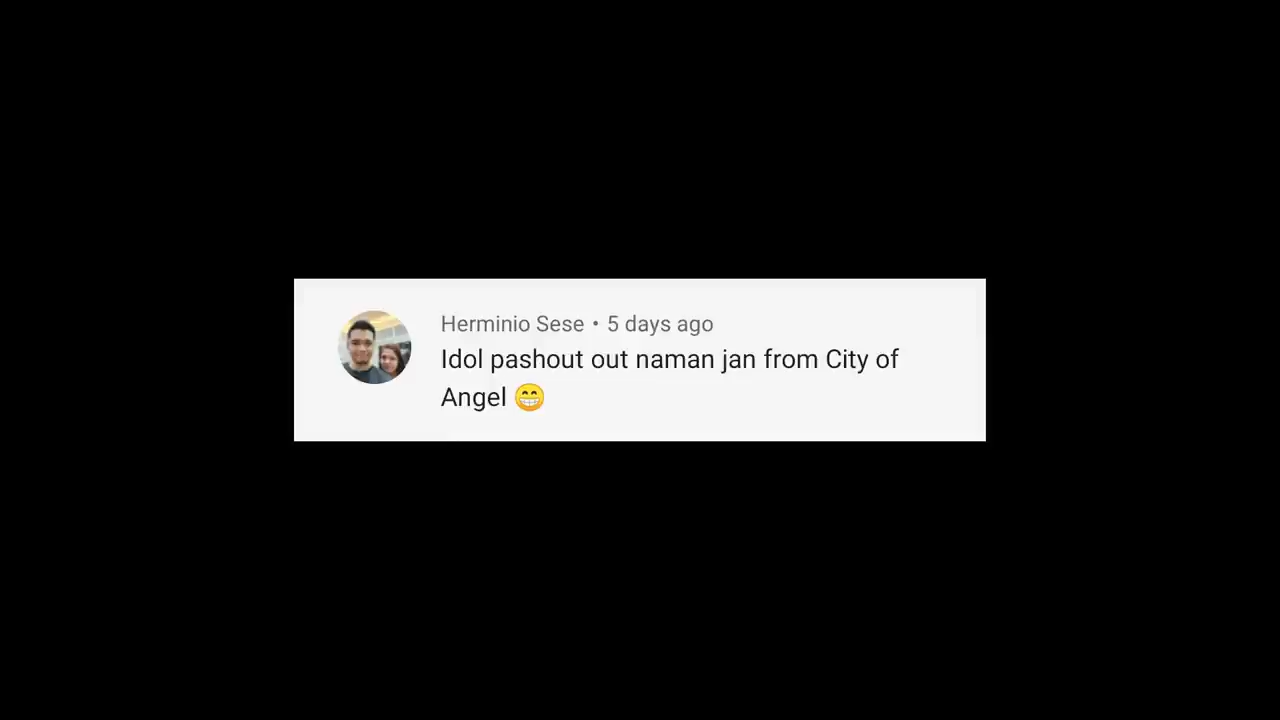 Herminio Sese • 5 days ago
Idol pashout out naman jan from City of
Angel 😁